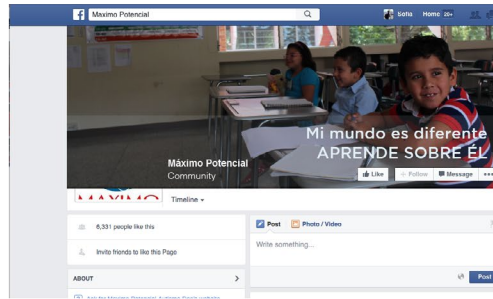 Maximo Potencial
Sofia Home 20+
Mi mundo es diferente
APRENDE SOBRE ÉL
Máximo Potencial
Community
Like Follow Message
MAXIMO
Timeline
6,331 people like this
Post Photo / Video
Write something...
Invite friends to like this Page
ABOUT
Post